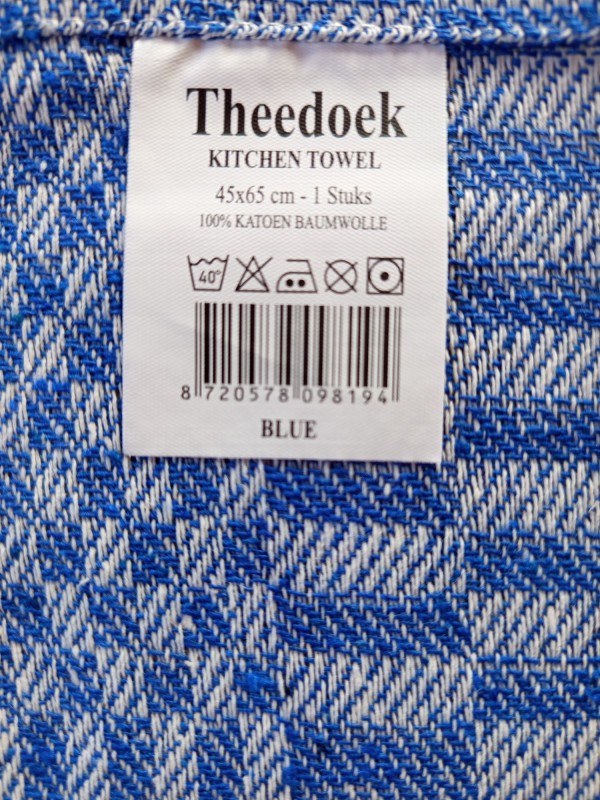 Theedoek
KITCHEN TOWEL
45x65 cm - 1 Stuks
100% KATOEN BAUMWOLLE
40°
8 720578 098194
BLUE